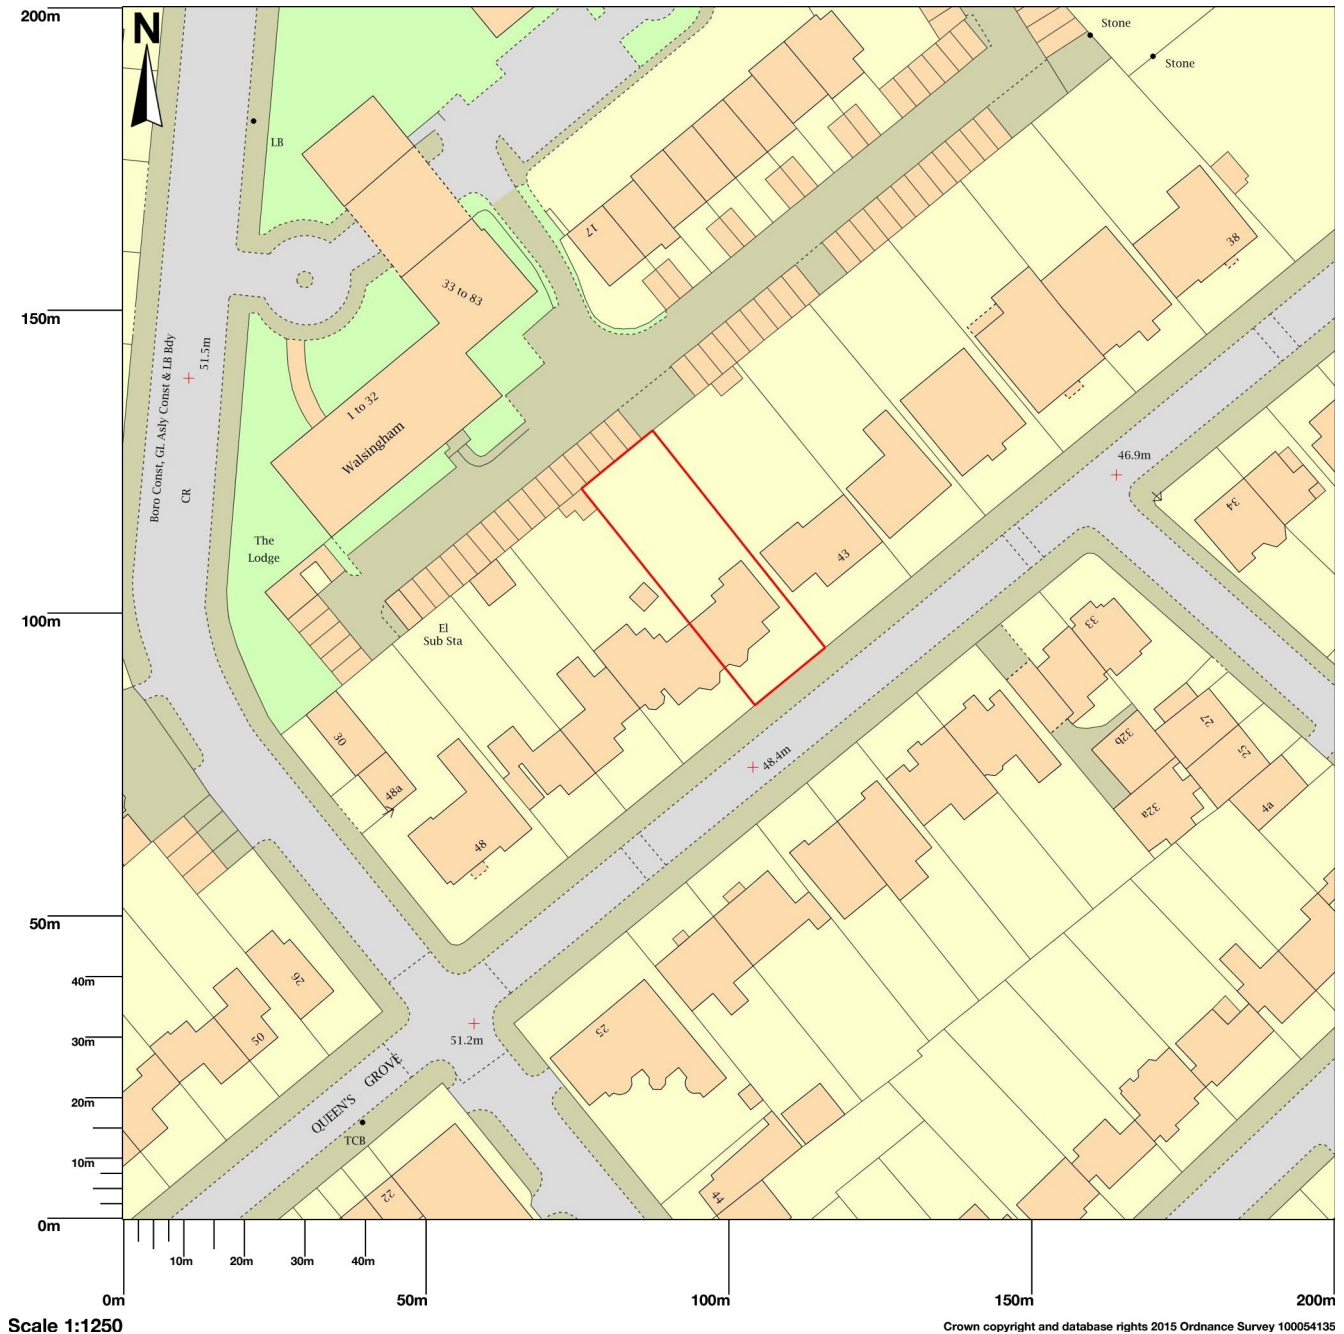 200m
N
Stone
Stone
LB
17
38
33 to 83
150m
51.5m
Boro Const, GL Asly Const & LB Bdy
CR
1 to 32
Walsingham
46.9m
34
The
Lodge
43
El
Sub Sta
100m
33
30
48a
48.4m
32b
27
25
32a
4a
48
50m
26
50
25
40m
30m
51.2m
QUEEN'S GROVE
20m
TCB
10m
22
44
0m
10m
20m
30m
40m
0m
50m
100m
150m
200m
Scale 1:1250
Crown copyright and database rights 2015 Ordnance Survey 100054135